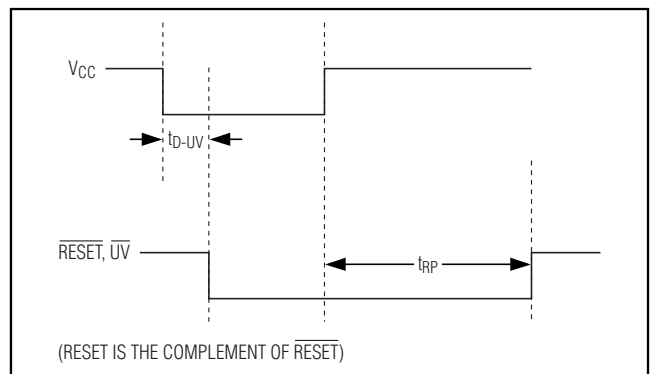 VCC
tD-UV
RESET, UV
tRP
(RESET IS THE COMPLEMENT OF RESET)